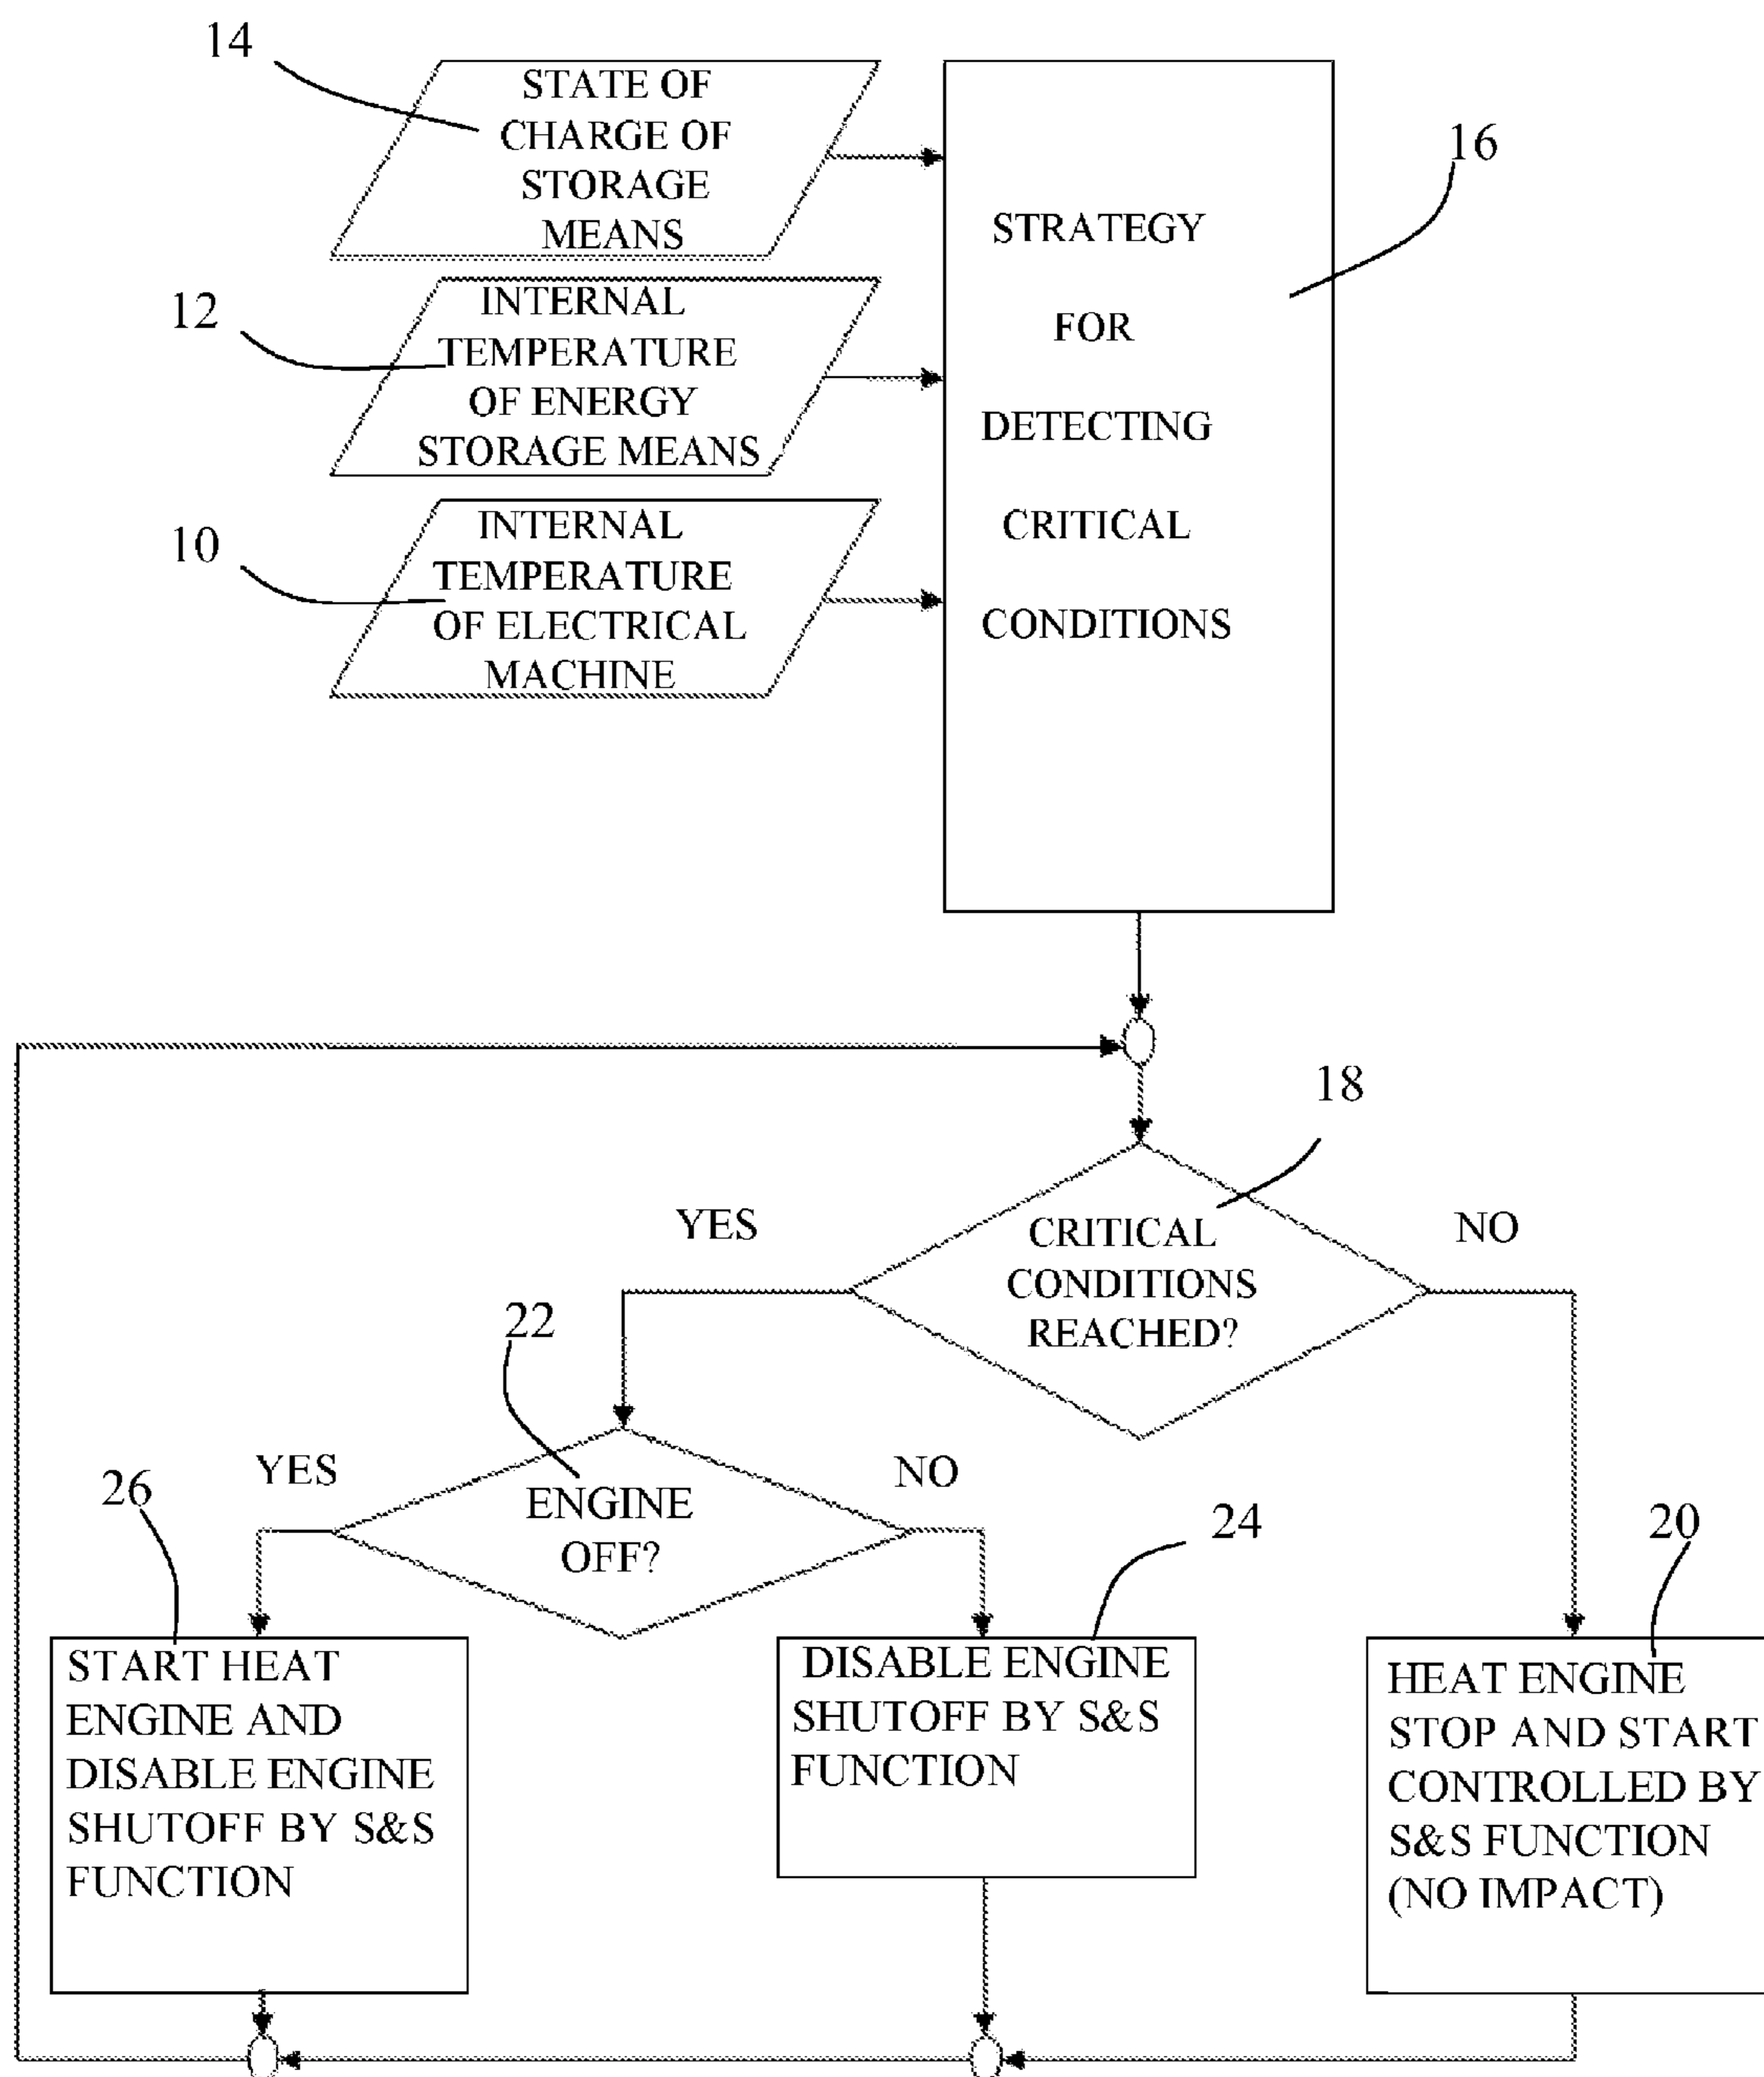 14
STATE OF
CHARGE OF
STORAGE
MEANS
12
INTERNAL
TEMPERATURE
OF ENERGY
STORAGE MEANS
10
INTERNAL
TEMPERATURE
OF ELECTRICAL
MACHINE
16
STRATEGY
FOR
DETECTING
CRITICAL
CONDITIONS
18
YES
NO
CRITICAL
CONDITIONS
REACHED?
22
YES
NO
ENGINE
OFF?
26
START HEAT
ENGINE AND
DISABLE ENGINE
SHUTOFF BY S&S
FUNCTION
24
DISABLE ENGINE
SHUTOFF BY S&S
FUNCTION
20
HEAT ENGINE
STOP AND START
CONTROLLED BY
S&S FUNCTION
(NO IMPACT)